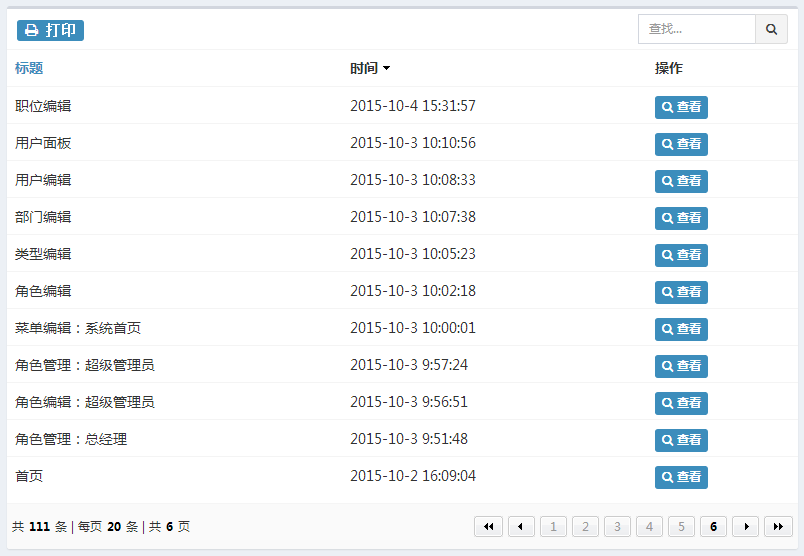 打印 查找...
标题 时间 操作
职位编辑 2015-10-4 15:31:57 查看
用户面板 2015-10-3 10:10:56 查看
用户编辑 2015-10-3 10:08:33 查看
部门编辑 2015-10-3 10:07:38 查看
类型编辑 2015-10-3 10:05:23 查看
角色编辑 2015-10-3 10:02:18 查看
菜单编辑：系统首页 2015-10-3 10:00:01 查看
角色管理：超级管理员 2015-10-3 9:57:24 查看
角色编辑：超级管理员 2015-10-3 9:56:51 查看
角色管理：总经理 2015-10-3 9:51:48 查看
首页 2015-10-2 16:09:04 查看
共 111 条 | 每页 20 条 | 共 6 页 1 2 3 4 5 6